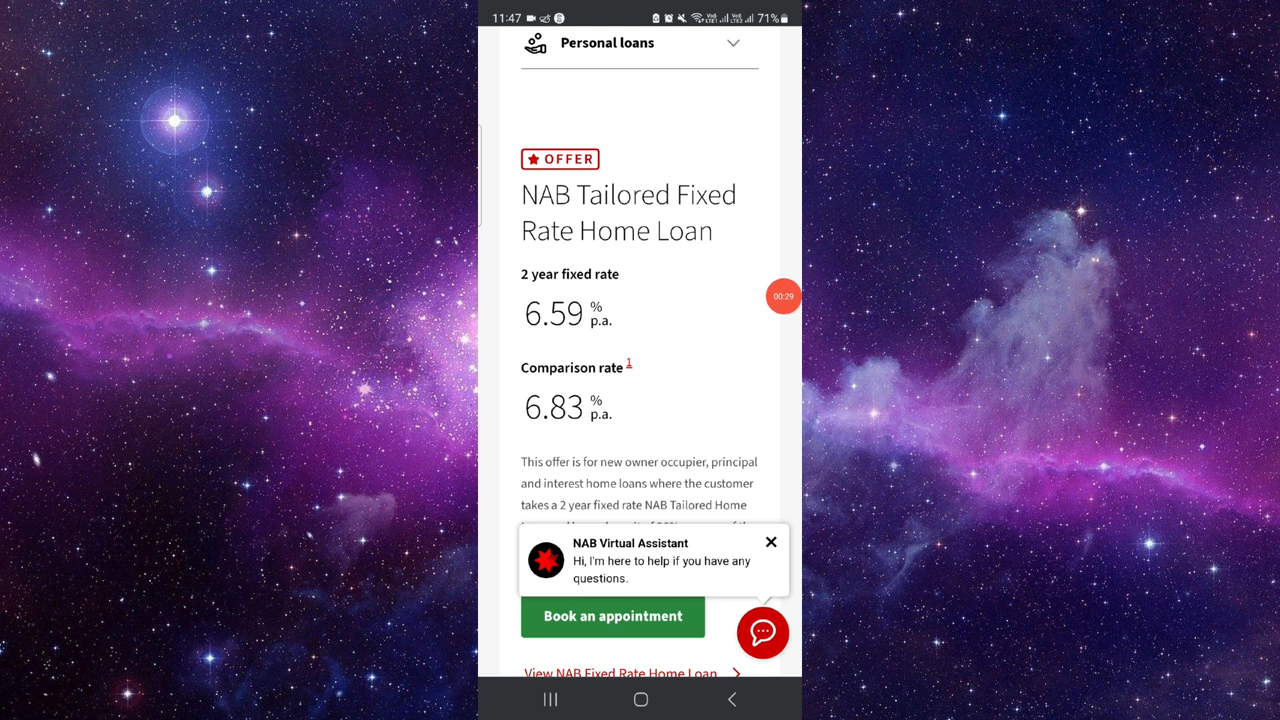 11:47
71%
Personal loans
OFFER
NAB Tailored Fixed
Rate Home Loan
2 year fixed rate
6.59 % p.a.
00:29
Comparison rate 1
6.83 % p.a.
This offer is for new owner occupier, principal
and interest home loans where the customer
takes a 2 year fixed rate NAB Tailored Home
NAB Virtual Assistant
Hi, I'm here to help if you have any
questions.
Book an appointment
View NAB Fixed Rate Home Loan